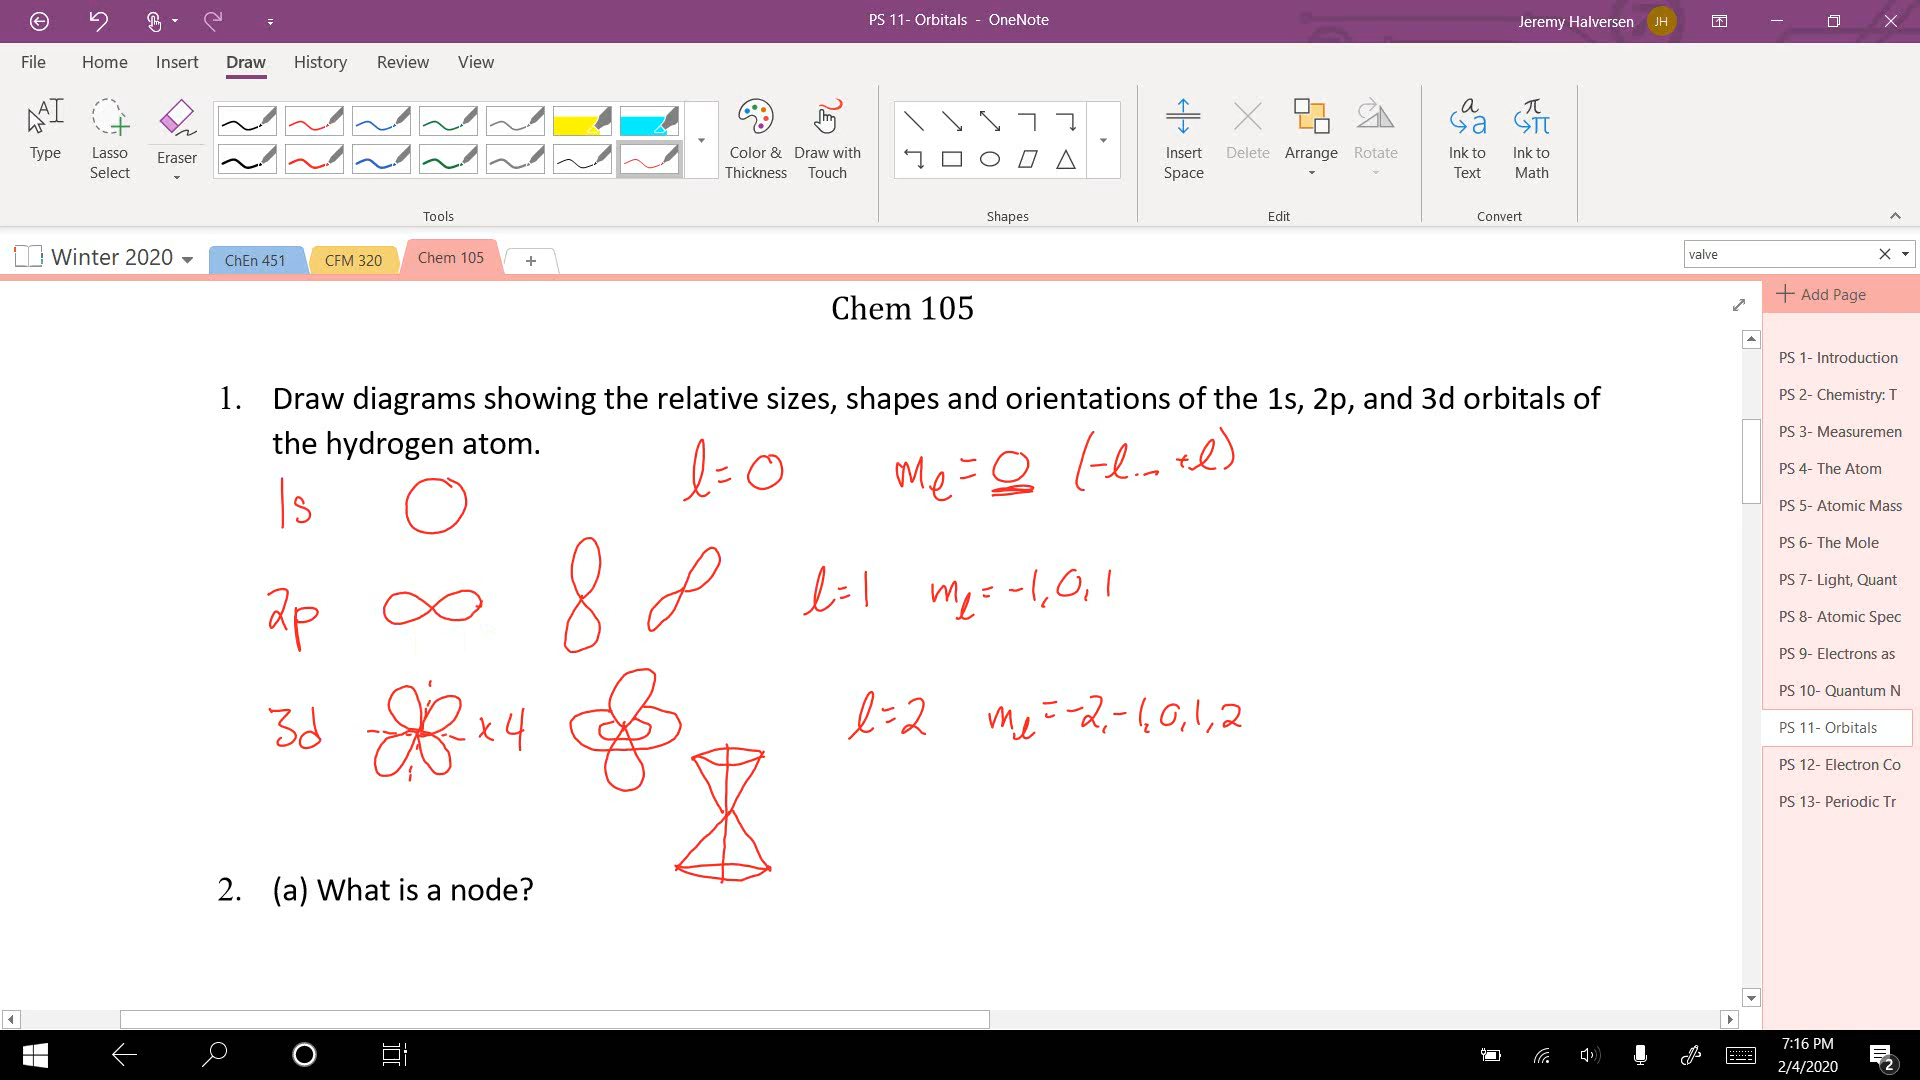 PS 11- Orbitals - OneNote
Jeremy Halversen JH
File Home Insert Draw History Review View
Type Lasso Select Eraser Color & Thickness Draw with Touch Insert Space Delete Arrange Rotate Ink to Text Ink to Math
Tools Shapes Edit Convert
Winter 2020 ChEn 451 CFM 320 Chem 105 + valve
Add Page
Chem 105
1. Draw diagrams showing the relative sizes, shapes and orientations of the 1s, 2p, and 3d orbitals of
the hydrogen atom.
l=0 mℓ = 0 (-l... +l)
1s
2p l=1 mℓ = -1, 0, 1
3d x4 l=2 mℓ = -2, -1, 0, 1, 2
2. (a) What is a node?
PS 1- Introduction
PS 2- Chemistry: T
PS 3- Measuremen
PS 4- The Atom
PS 5- Atomic Mass
PS 6- The Mole
PS 7- Light, Quant
PS 8- Atomic Spec
PS 9- Electrons as
PS 10- Quantum N
PS 11- Orbitals
PS 12- Electron Co
PS 13- Periodic Tr
7:16 PM
2/4/2020
2